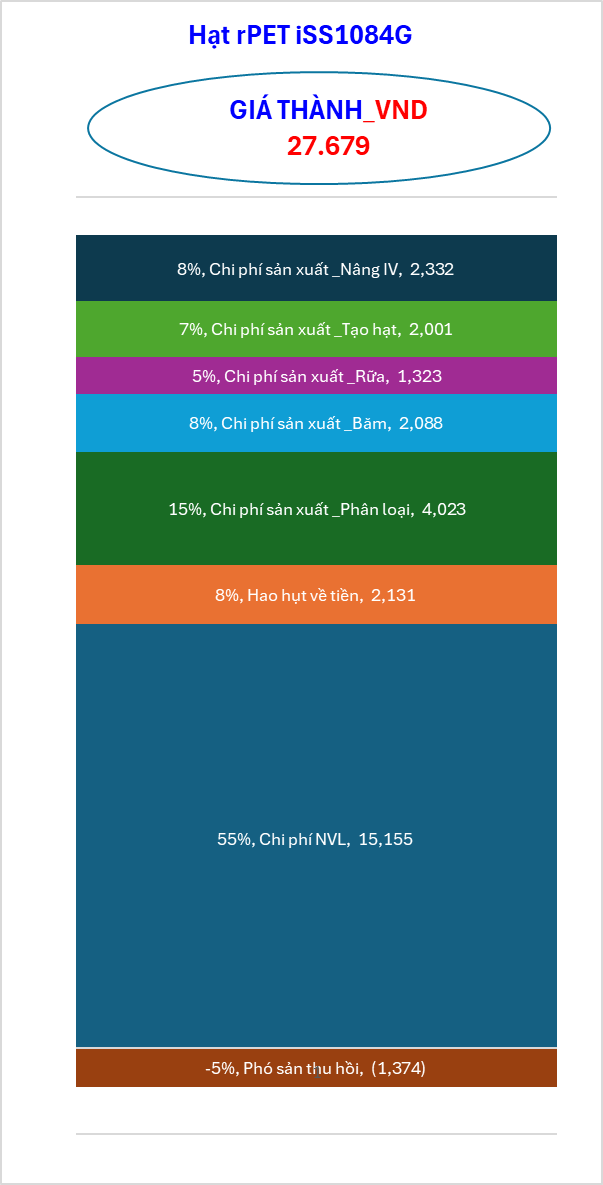 Hạt rPET iSS1084G
GIÁ THÀNH_VND
27.679
8%, Chi phí sản xuất _Nâng IV, 2,332
7%, Chi phí sản xuất _Tạo hạt, 2,001
5%, Chi phí sản xuất _Rữa, 1,323
8%, Chi phí sản xuất _Băm, 2,088
15%, Chi phí sản xuất _Phân loại, 4,023
8%, Hao hụt về tiền, 2,131
55%, Chi phí NVL, 15,155
-5%, Phó sản thu hồi, (1,374)